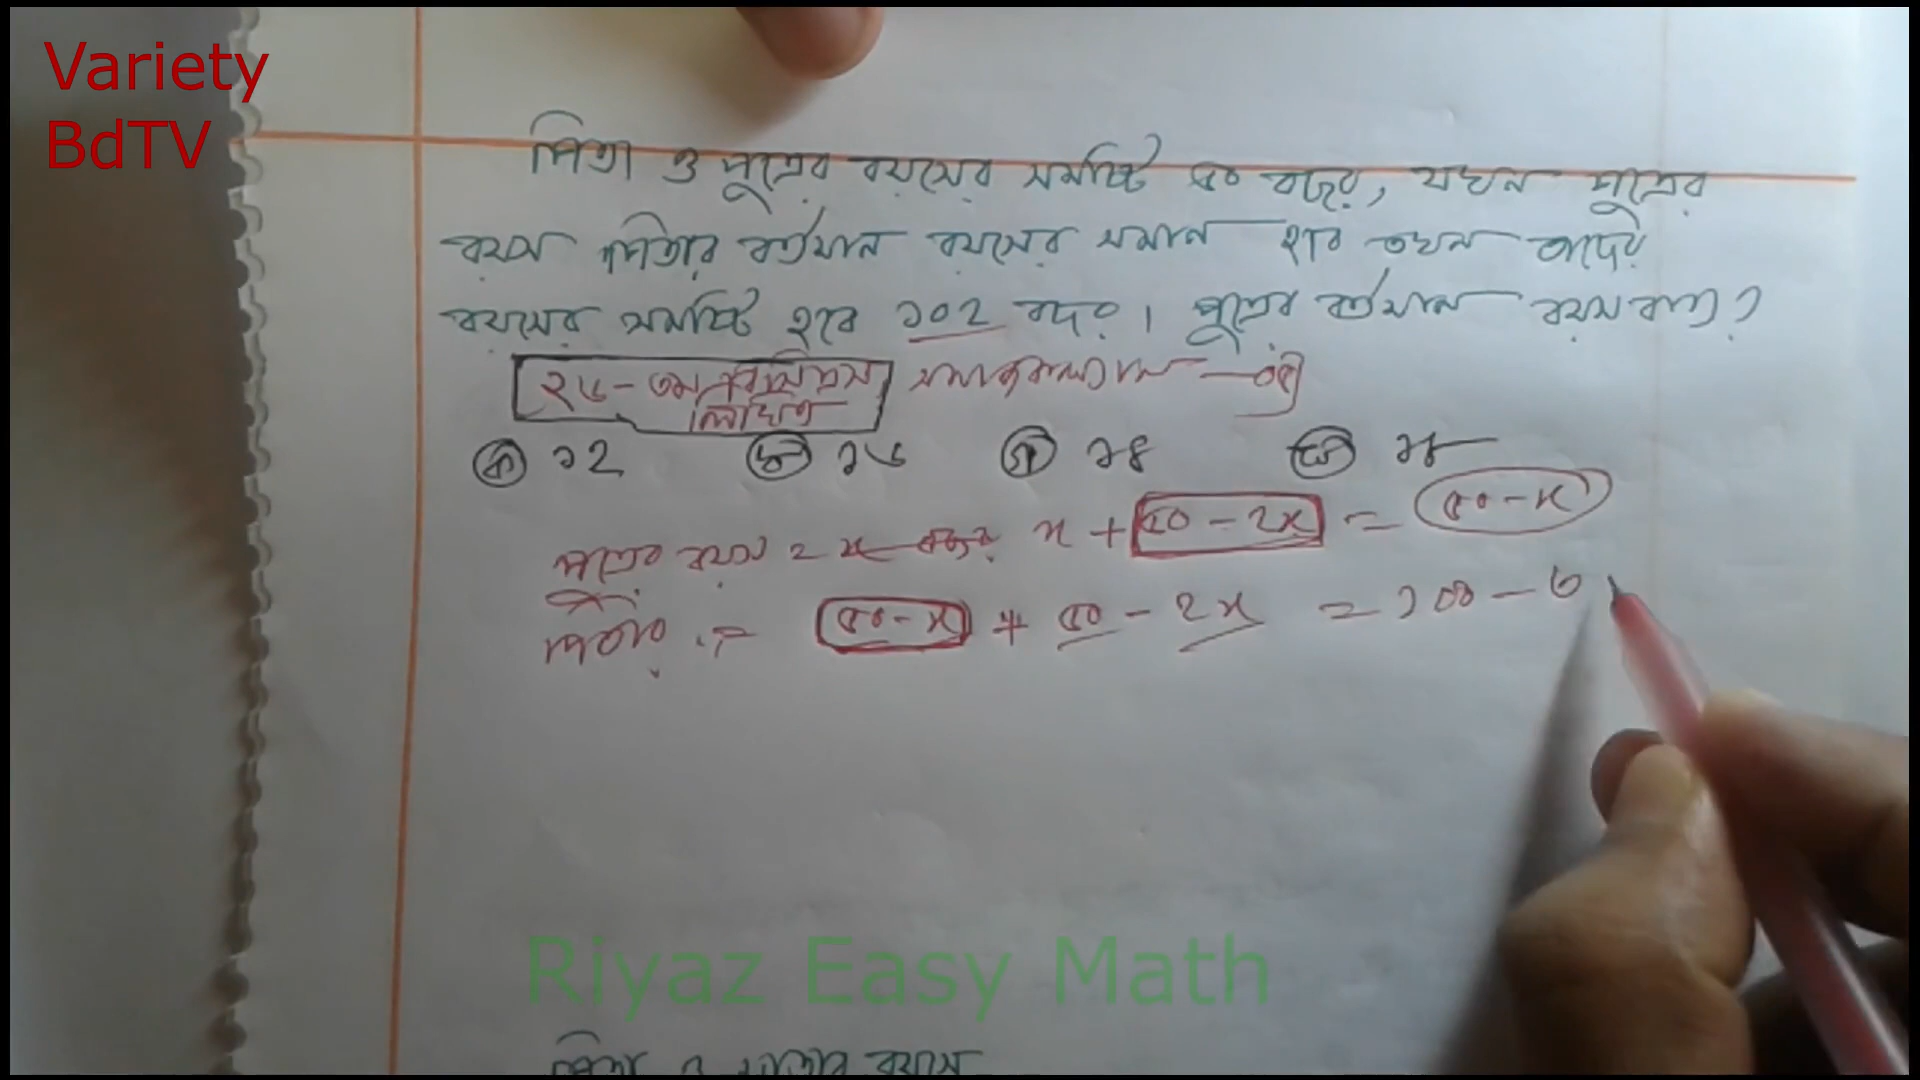 Variety
BdTV
পিতা ও পুত্রের বয়সের সমষ্টি ৫০ বছর, যখন পুত্রের
বয়স পিতার বর্তমান বয়সের সমান হবে তখন তাদের
বয়সের সমষ্টি হবে ১০২ বছর। পুত্রের বর্তমান বয়স কত?
২৬-তম
লিখিত
ক ১২ খ ১৬ গ ১৪ ঘ ১৮
পুত্রের বয়স = x বছর x + ৫০ - 2x = ৫০-x
পিতার = ৫০-x + ৫০ - 2x = ১০০ - ৩
Riyaz Easy Math
পিতা ও মাতার বয়স